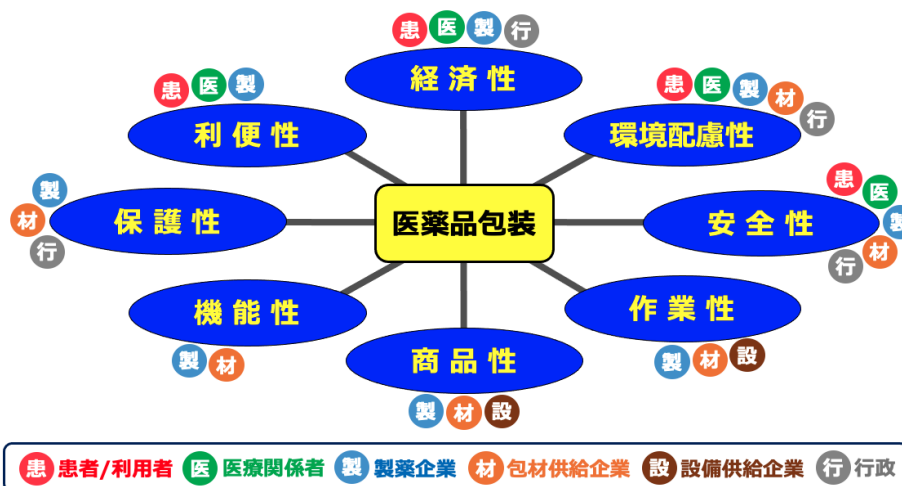 患 医 製 行
経済性
患 医 製
利便性
患 医 製 材 行
環境配慮性
製 材 行
保護性
医薬品包装
患 医 製 材 行
安全性
機能性
製 材
商品性
製 材 設
作業性
製 材 設
患 患者/利用者 医 医療関係者 製 製薬企業 材 包材供給企業 設 設備供給企業 行 行政